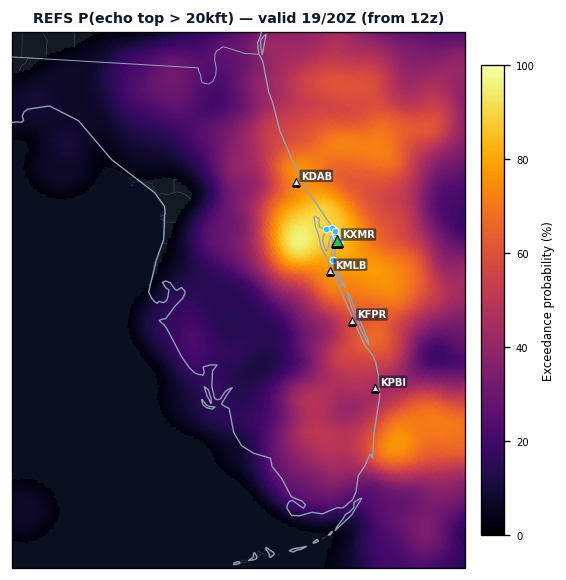 REFS P(echo top > 20kft) — valid 19/20Z (from 12z)
KDAB
KXMR
KMLB
KFPR
KPBI
100
80
60
40
20
0
Exceedance probability (%)